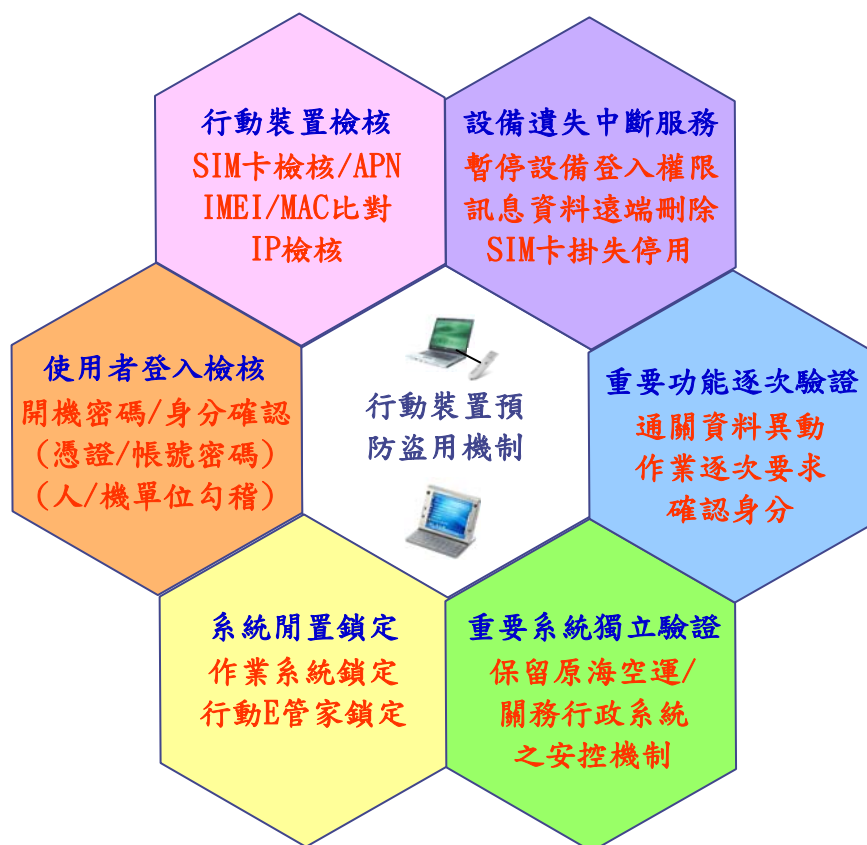 行動裝置檢核
SIM卡檢核/APN
IMEI/MAC比對
IP檢核
設備遺失中斷服務
暫停設備登入權限
訊息資料遠端刪除
SIM卡掛失停用
使用者登入檢核
開機密碼/身分確認
(憑證/帳號密碼)
(人/機單位勾稽)
行動裝置預
防盜用機制
重要功能逐次驗證
通關資料異動
作業逐次要求
確認身分
系統閒置鎖定
作業系統鎖定
行動E管家鎖定
重要系統獨立驗證
保留原海空運/
關務行政系統
之安控機制